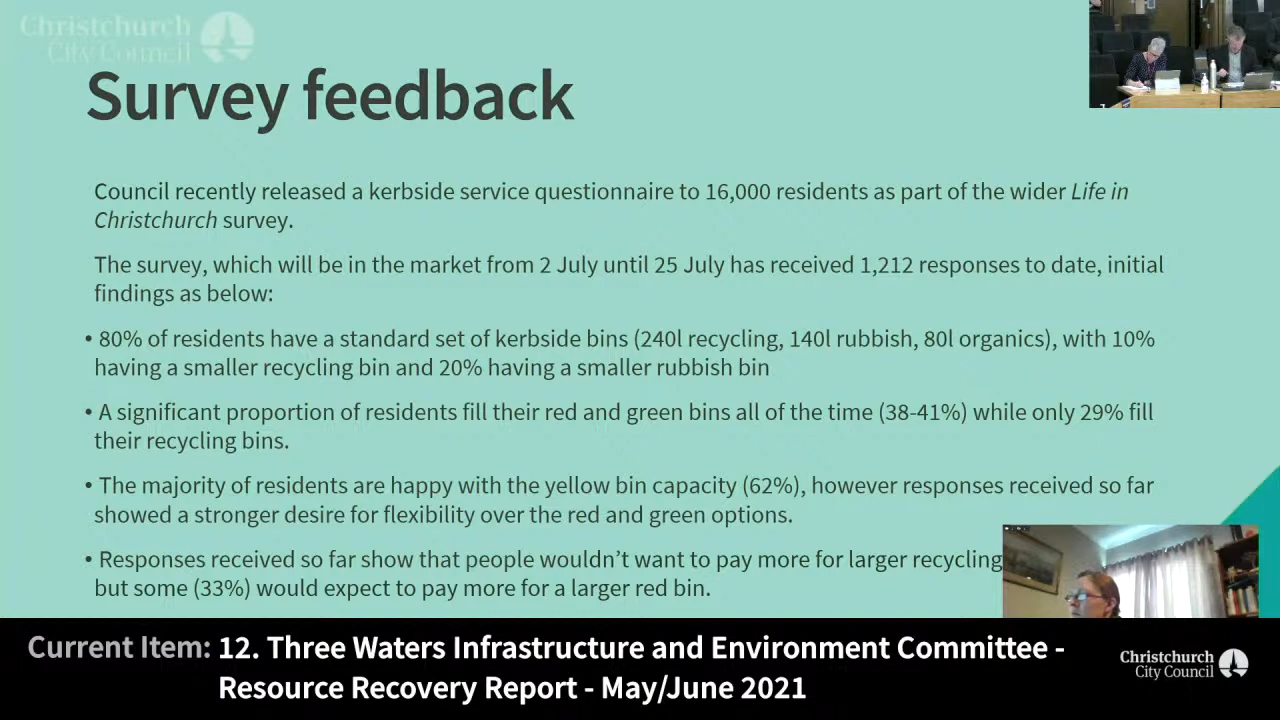 Christchurch
City Council
Survey feedback
Council recently released a kerbside service questionnaire to 16,000 residents as part of the wider Life in
Christchurch survey.
The survey, which will be in the market from 2 July until 25 July has received 1,212 responses to date, initial
findings as below:
• 80% of residents have a standard set of kerbside bins (240l recycling, 140l rubbish, 80l organics), with 10%
having a smaller recycling bin and 20% having a smaller rubbish bin
• A significant proportion of residents fill their red and green bins all of the time (38-41%) while only 29% fill
their recycling bins.
• The majority of residents are happy with the yellow bin capacity (62%), however responses received so far
showed a stronger desire for flexibility over the red and green options.
• Responses received so far show that people wouldn't want to pay more for larger recycling
but some (33%) would expect to pay more for a larger red bin.
Current Item: 12. Three Waters Infrastructure and Environment Committee -
Resource Recovery Report - May/June 2021
Christchurch
City Council